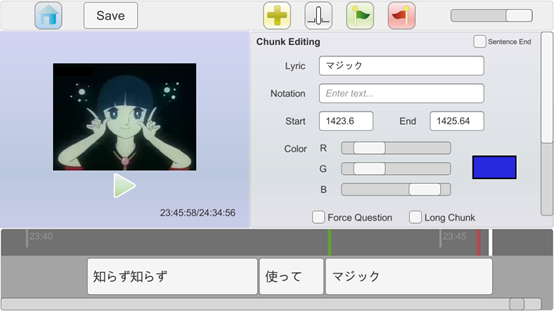 Save
Chunk Editing
Sentence End
Lyric マジック
Notation Enter text...
Start 1423.6 End 1425.64
Color R
G
B
23:45:58/24:34:56
Force Question Long Chunk
23:40 23:45
知らず知らず 使って マジック